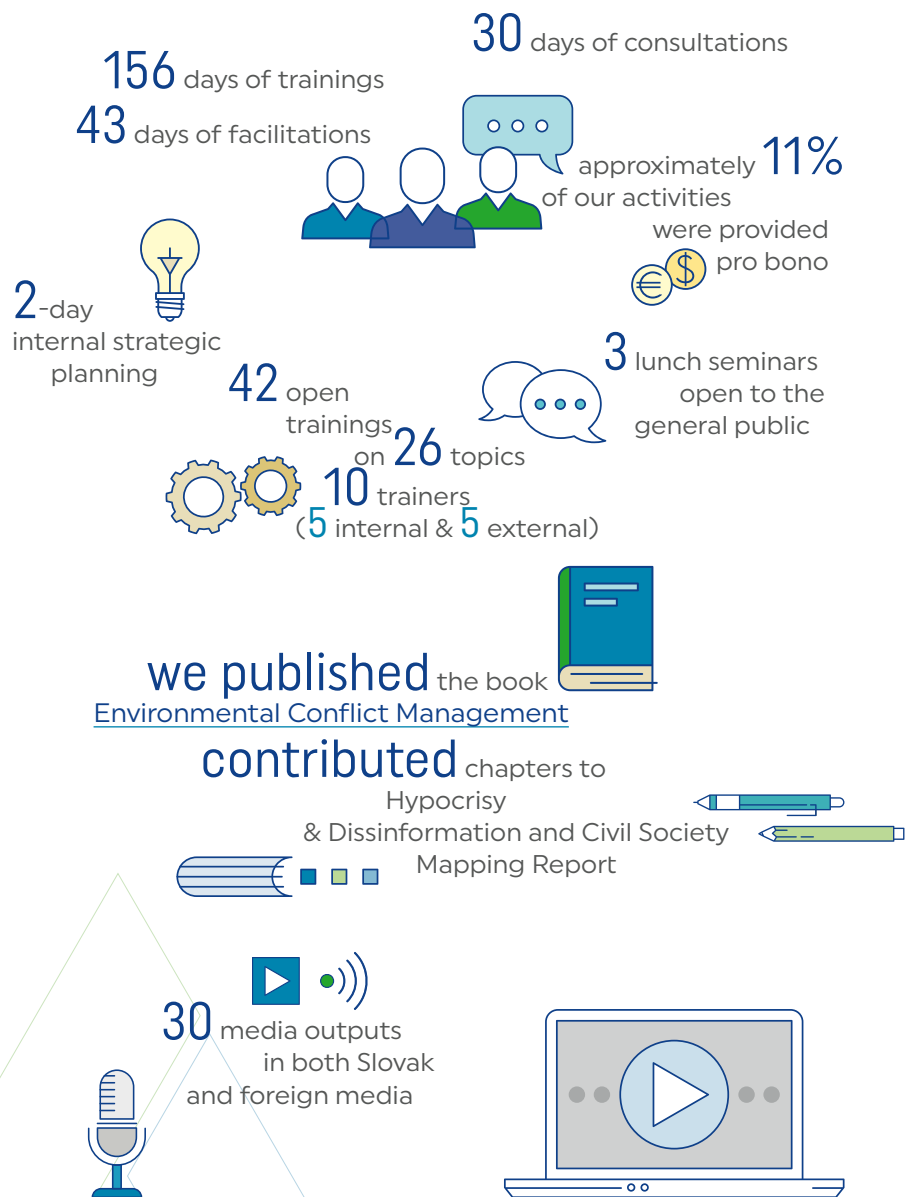 30 days of consultations
156 days of trainings
43 days of facilitations
approximately 11%
of our activities
were provided
pro bono
2-day
internal strategic
planning
3 lunch seminars
open to the
general public
42 open
trainings
on 26 topics
10 trainers
(5 internal & 5 external)
we published the book
Environmental Conflict Management
contributed chapters to
Hypocrisy
& Dissinformation and Civil Society
Mapping Report
30 media outputs
in both Slovak
and foreign media